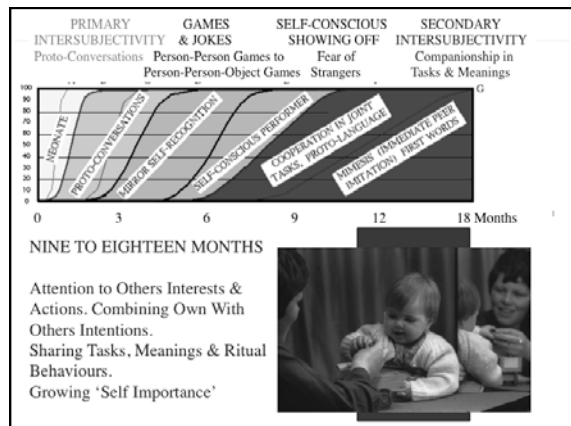 PRIMARY
INTERSUBJECTIVITY
Proto-Conversations
GAMES
& JOKES
Person-Person Games to
Person-Person-Object Games
SELF-CONSCIOUS
SHOWING OFF
Fear of
Strangers
SECONDARY
INTERSUBJECTIVITY
Companionship in
Tasks & Meanings
100
90
80
70
60
50
40
30
20
10
0
G
NEONATE
PROTO-CONVERSATIONS
MIRROR SELF-RECOGNITION
SELF-CONSCIOUS PERFORMER
COOPERATION IN JOINT
TASKS, PROTO-LANGUAGE
MIMESIS (IMMEDIATE PEER
IMITATION) FIRST WORDS
0 3 6 9 12 18 Months
NINE TO EIGHTEEN MONTHS
Attention to Others Interests &
Actions. Combining Own With
Others Intentions.
Sharing Tasks, Meanings & Ritual
Behaviours.
Growing ‘Self Importance’